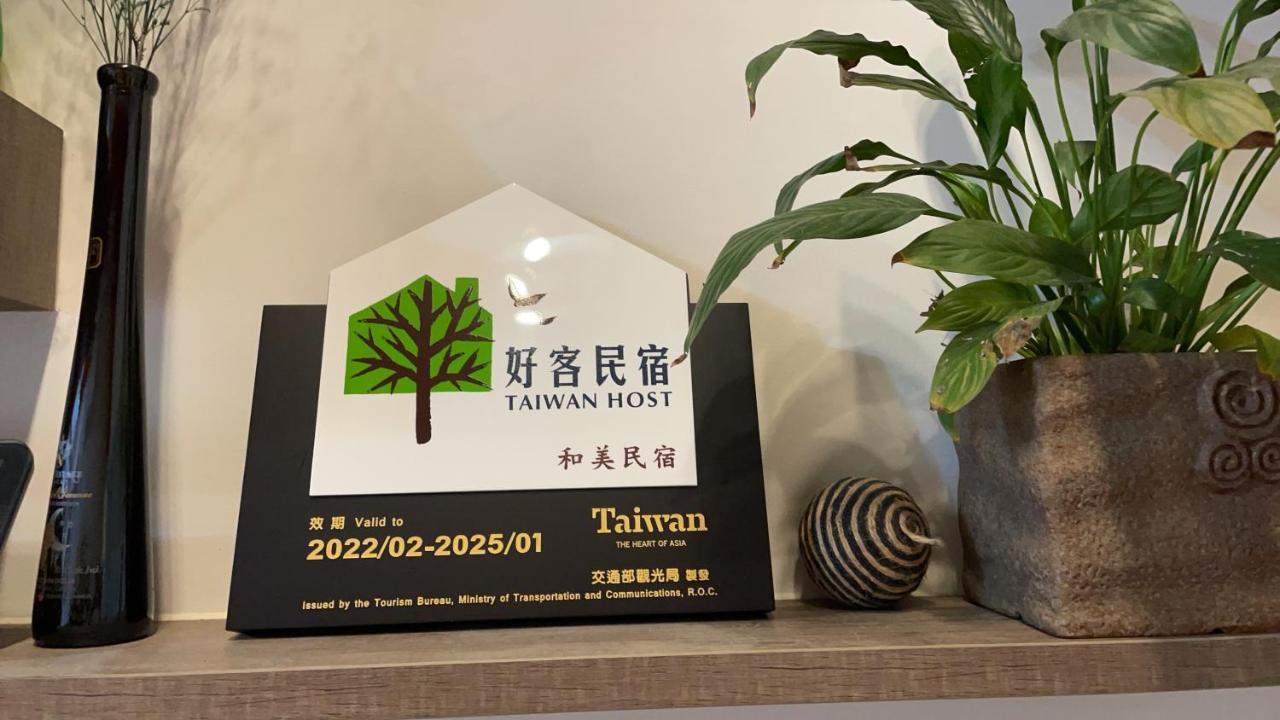 好客民宿
TAIWAN HOST
和美民宿
效期 Valid to
2022/02-2025/01
Taiwan
THE HEART OF ASIA
交通部觀光局 製發
Issued by the Tourism Bureau, Ministry of Transportation and Communications, R.O.C.